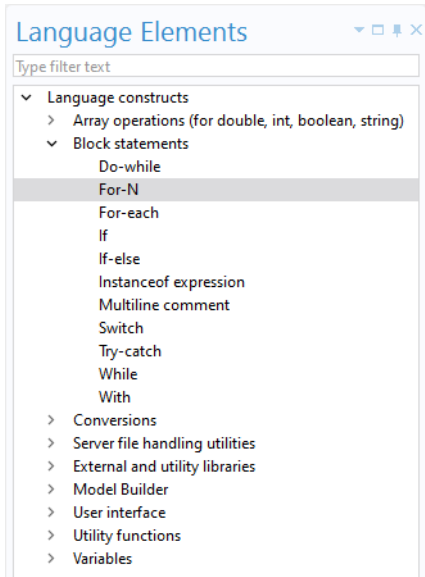 Language Elements
Type filter text
Language constructs
Array operations (for double, int, boolean, string)
Block statements
Do-while
For-N
For-each
If
If-else
Instanceof expression
Multiline comment
Switch
Try-catch
While
With
Conversions
Server file handling utilities
External and utility libraries
Model Builder
User interface
Utility functions
Variables